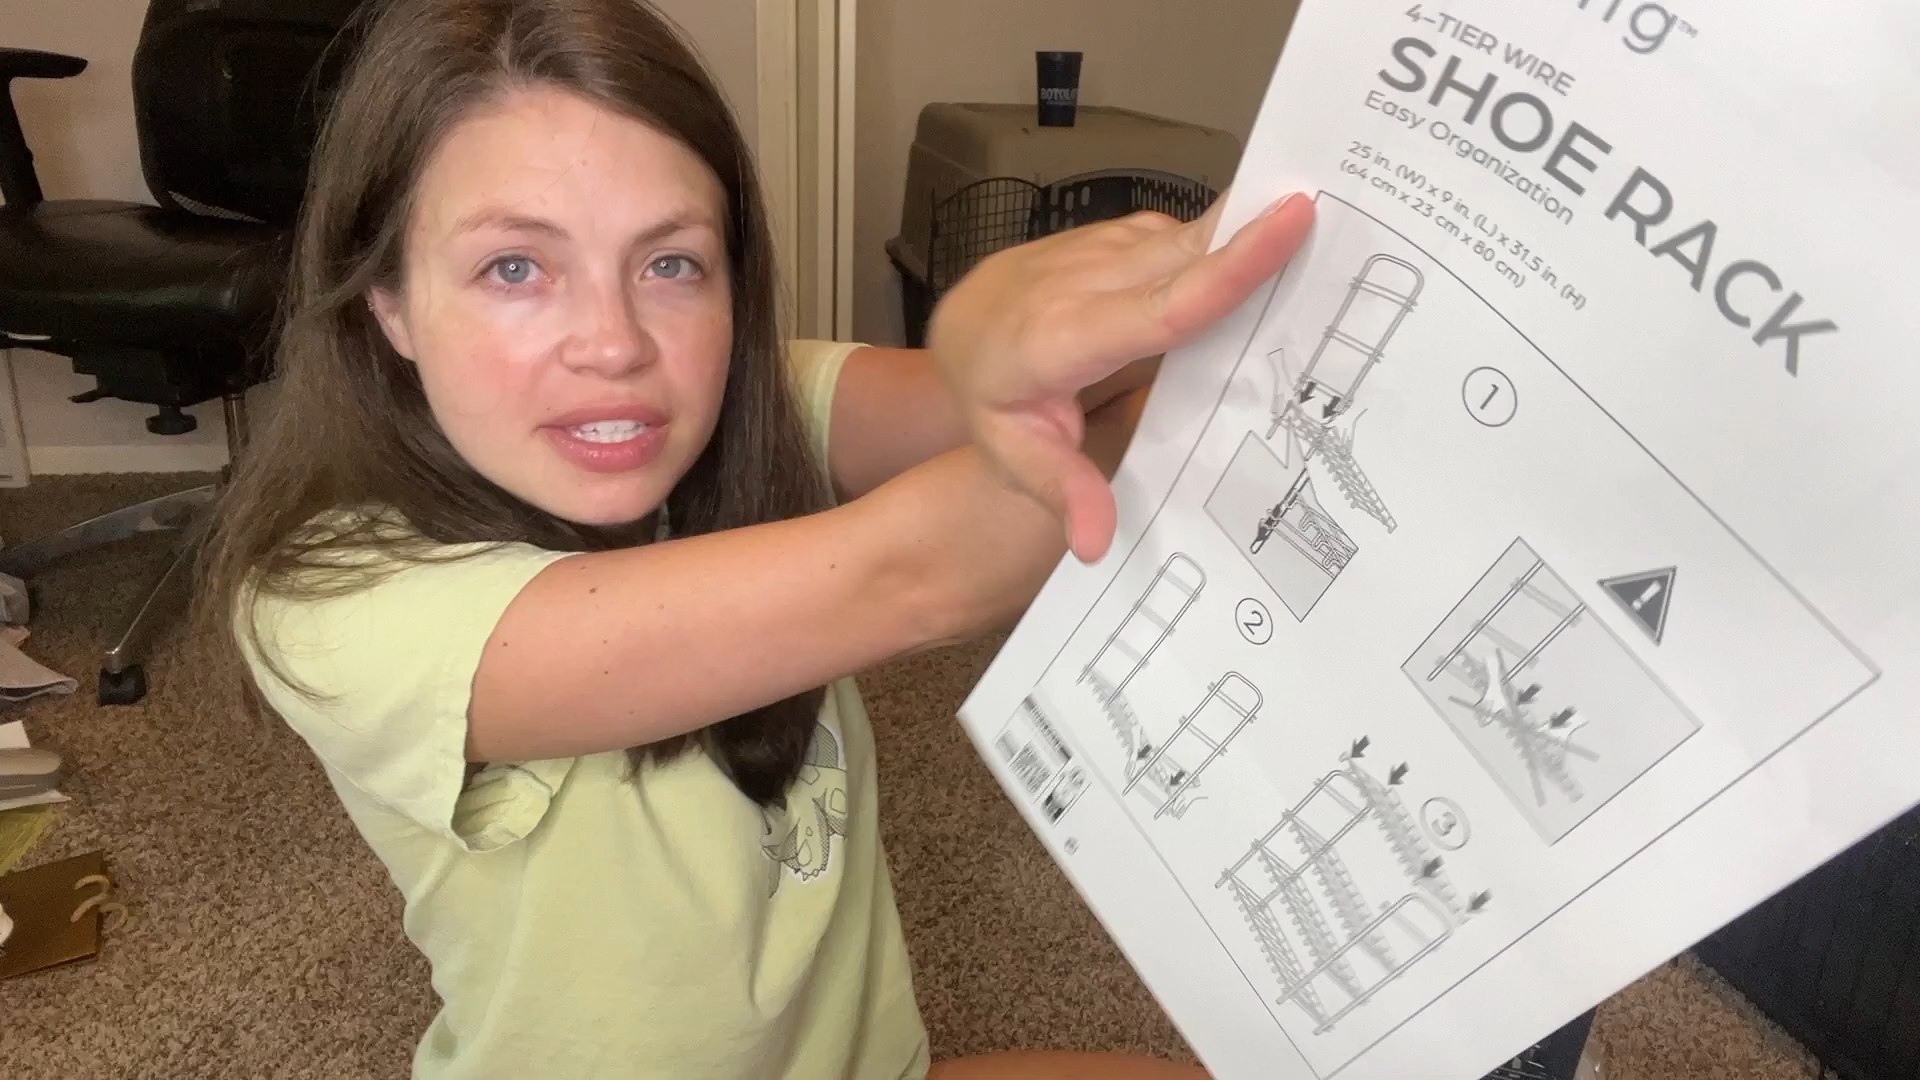 4-TIER WIRE
SHOE RACK
Easy Organization
25 in. (W) x 9 in. (L) x 31.5 in. (H)
(64 cm x 23 cm x 80 cm)
1
2
!
3